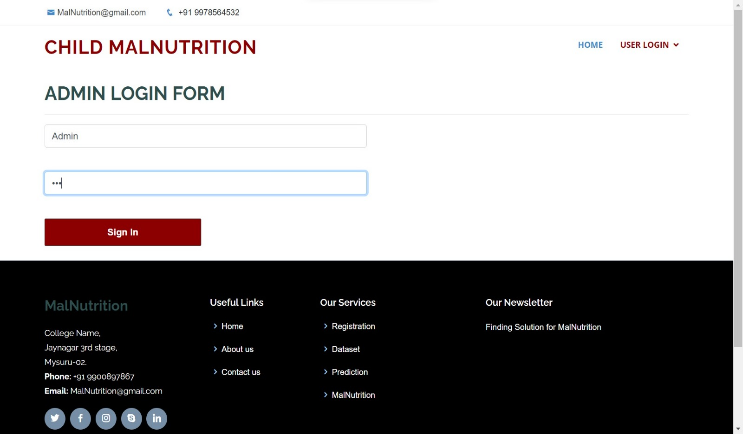 MalNutrition@gmail.com +91 9978564532
CHILD MALNUTRITION
HOME USER LOGIN
ADMIN LOGIN FORM
Admin
•••
Sign In
MalNutrition
College Name,
Jaynagar 3rd stage,
Mysuru-02.
Phone: +91 9900897867
Email: MalNutrition@gmail.com
Useful Links
Home
About us
Contact us
Our Services
Registration
Dataset
Prediction
MalNutrition
Our Newsletter
Finding Solution for MalNutrition